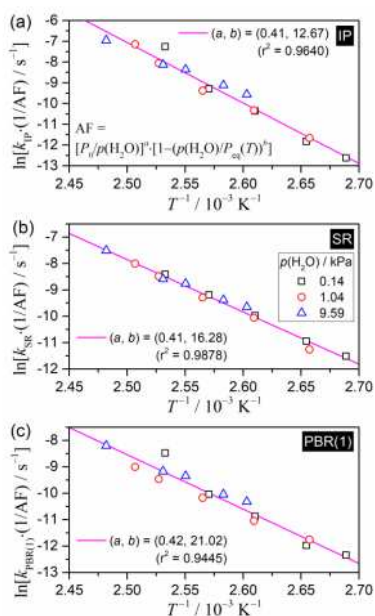 (a)
(a, b) = (0.41, 12.67)
(r² = 0.9640)
IP
ln[k_IP·(1/AF) / s⁻¹]
-6
-7
-8
-9
-10
-11
-12
-13
AF =
[P₀/p(H₂O)]ᵃ·[1−(p(H₂O)/P_eq(T))ᵇ]
2.45 2.50 2.55 2.60 2.65 2.70
T⁻¹ / 10⁻³ K⁻¹
(b)
SR
ln[k_SR·(1/AF) / s⁻¹]
-7
-8
-9
-10
-11
-12
p(H₂O) / kPa
0.14
1.04
9.59
(a, b) = (0.41, 16.28)
(r² = 0.9878)
2.45 2.50 2.55 2.60 2.65 2.70
T⁻¹ / 10⁻³ K⁻¹
(c)
PBR(1)
ln[k_PBR(1)·(1/AF) / s⁻¹]
-8
-9
-10
-11
-12
-13
(a, b) = (0.42, 21.02)
(r² = 0.9445)
2.45 2.50 2.55 2.60 2.65 2.70
T⁻¹ / 10⁻³ K⁻¹